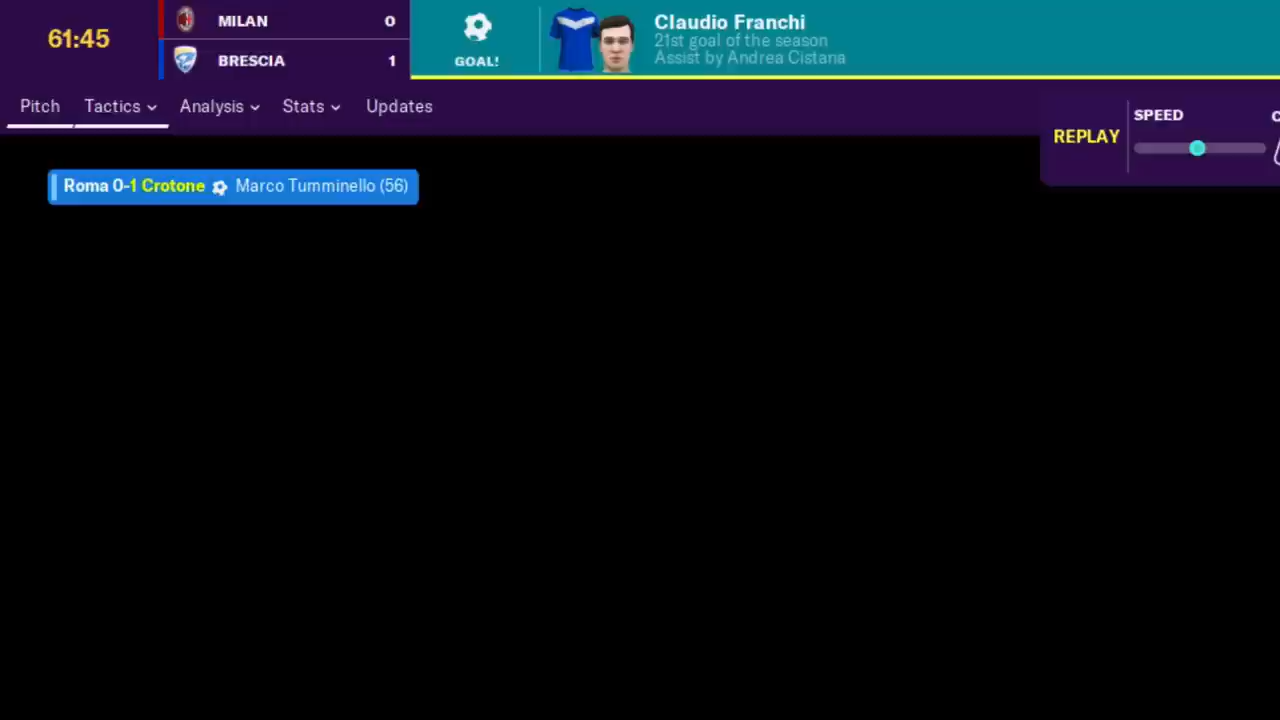 61:45
MILAN 0
BRESCIA 1
GOAL!
Claudio Franchi
21st goal of the season
Assist by Andrea Cistana
Pitch Tactics Analysis Stats Updates
REPLAY
SPEED
Roma 0-1 Crotone Marco Tumminello (56)